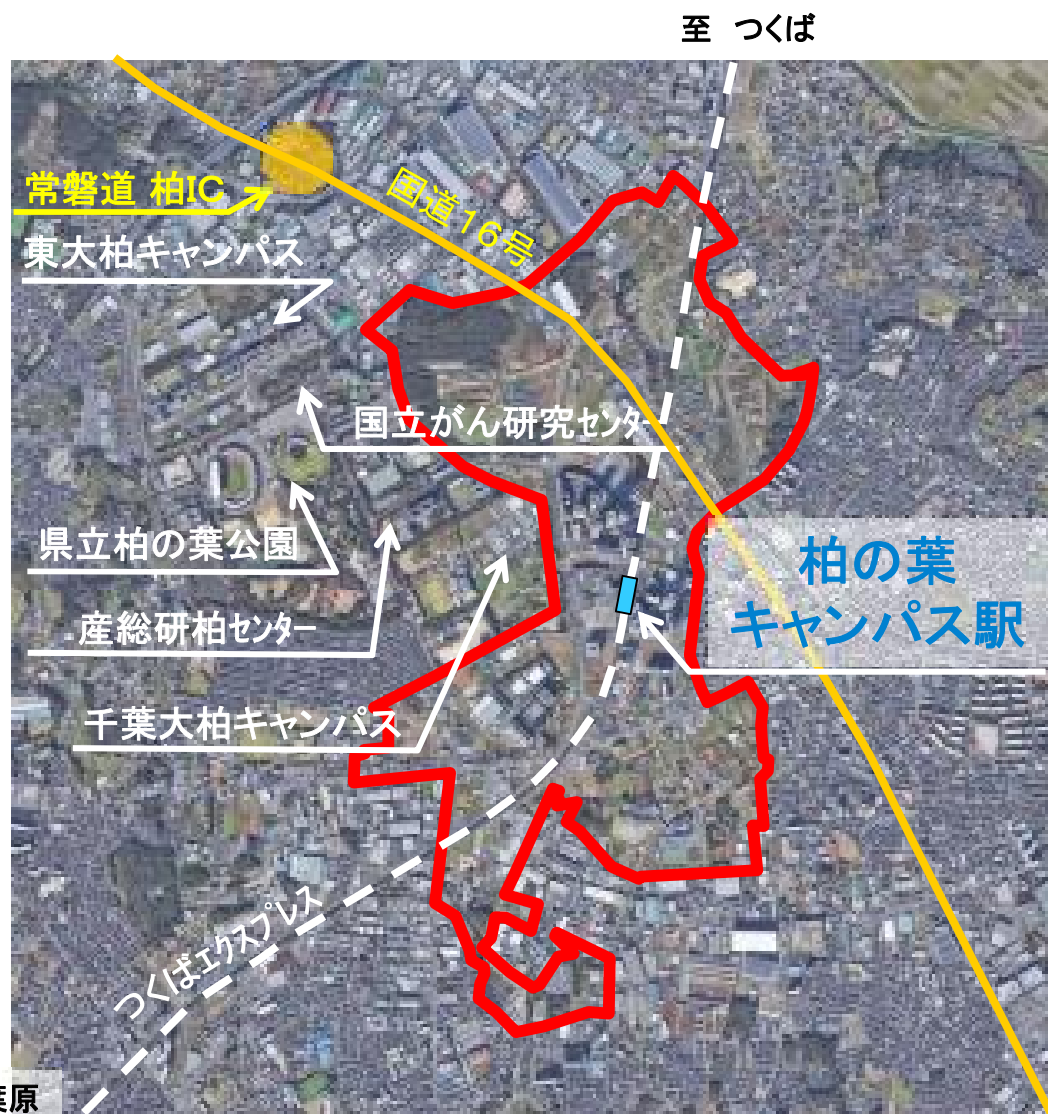 至 つくば
常磐道 柏IC
国道16号
東大柏キャンパス
国立がん研究センター
県立柏の葉公園
柏の葉
キャンパス駅
産総研柏センター
千葉大柏キャンパス
つくばエクスプレス
葉原